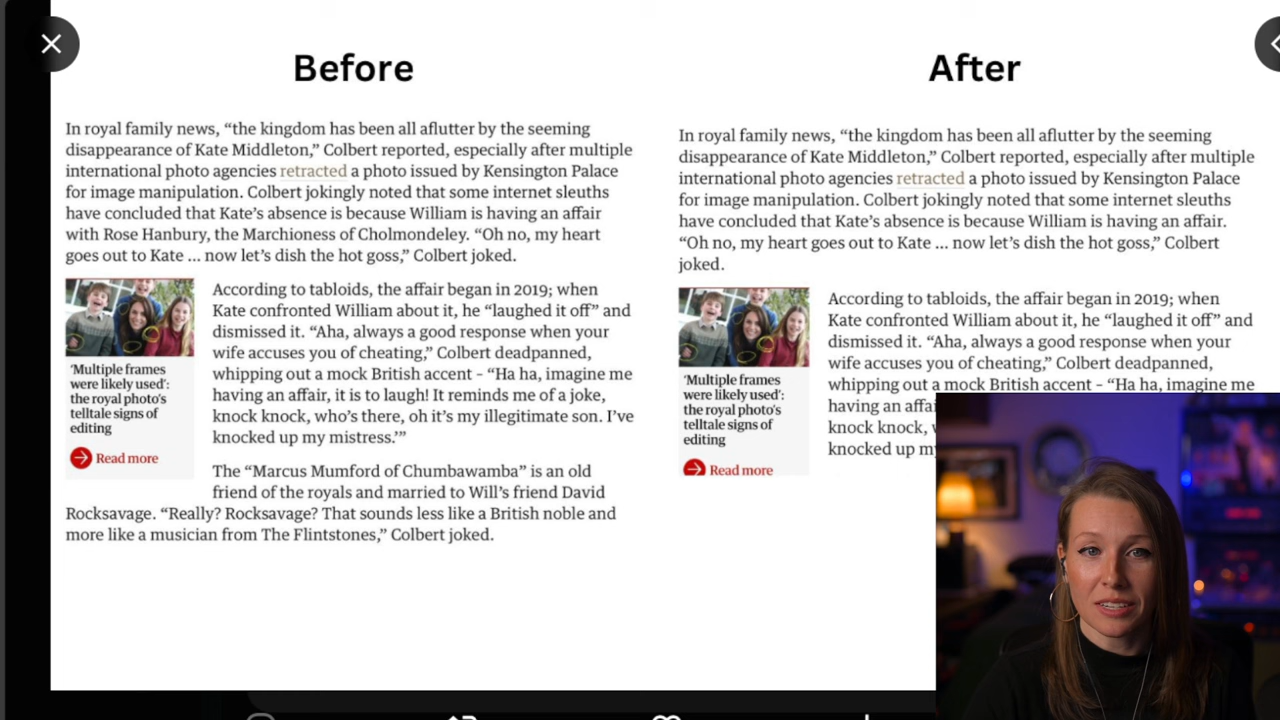 Before
In royal family news, “the kingdom has been all aflutter by the seeming
disappearance of Kate Middleton,” Colbert reported, especially after multiple
international photo agencies retracted a photo issued by Kensington Palace
for image manipulation. Colbert jokingly noted that some internet sleuths
have concluded that Kate’s absence is because William is having an affair
with Rose Hanbury, the Marchioness of Cholmondeley. “Oh no, my heart
goes out to Kate … now let’s dish the hot goss,” Colbert joked.
‘Multiple frames
were likely used’:
the royal photo’s
telltale signs of
editing
Read more
According to tabloids, the affair began in 2019; when
Kate confronted William about it, he “laughed it off” and
dismissed it. “Aha, always a good response when your
wife accuses you of cheating,” Colbert deadpanned,
whipping out a mock British accent – “Ha ha, imagine me
having an affair, it is to laugh! It reminds me of a joke,
knock knock, who’s there, oh it’s my illegitimate son. I’ve
knocked up my mistress.’”
The “Marcus Mumford of Chumbawamba” is an old
friend of the royals and married to Will’s friend David
Rocksavage. “Really? Rocksavage? That sounds less like a British noble and
more like a musician from The Flintstones,” Colbert joked.
After
In royal family news, “the kingdom has been all aflutter by the seeming
disappearance of Kate Middleton,” Colbert reported, especially after multiple
international photo agencies retracted a photo issued by Kensington Palace
for image manipulation. Colbert jokingly noted that some internet sleuths
have concluded that Kate’s absence is because William is having an affair.
“Oh no, my heart goes out to Kate … now let’s dish the hot goss,” Colbert
joked.
‘Multiple frames
were likely used’:
the royal photo’s
telltale signs of
editing
Read more
According to tabloids, the affair began in 2019; when
Kate confronted William about it, he “laughed it off” and
dismissed it. “Aha, always a good response when your
wife accuses you of cheating,” Colbert deadpanned,
whipping out a mock British accent – “Ha ha, imagine me
having an
knock knock,
knocked up